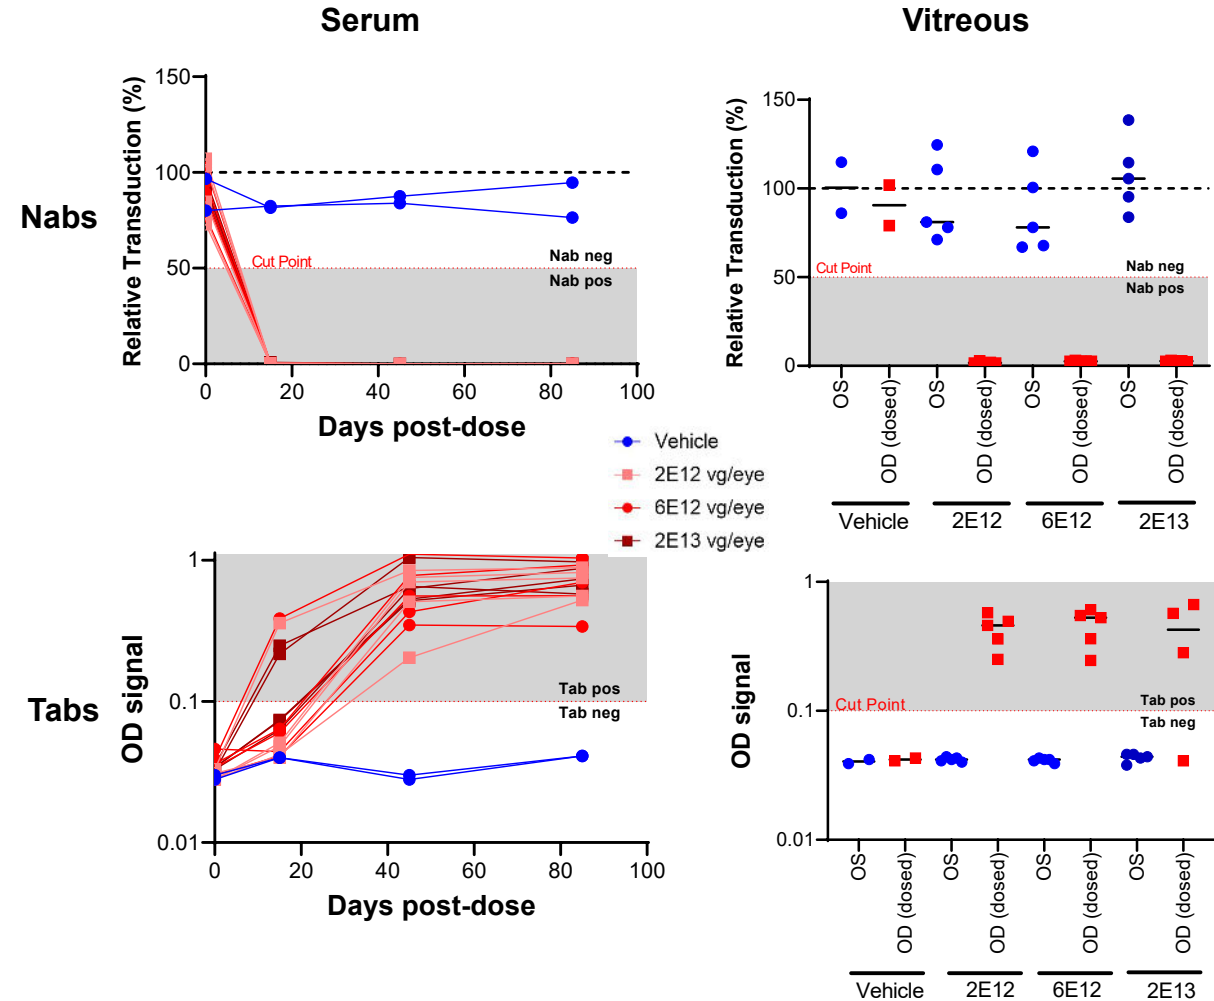 Serum
Vitreous
Nabs
Relative Transduction (%)
150
100
50
0
Cut Point
Nab neg
Nab pos
0
20
40
60
80
100
Days post-dose
Relative Transduction (%)
150
100
50
0
Cut Point
Nab neg
Nab pos
OS
OD (dosed)
OS
OD (dosed)
OS
OD (dosed)
OS
OD (dosed)
Vehicle
2E12
6E12
2E13
Vehicle
2E12 vg/eye
6E12 vg/eye
2E13 vg/eye
Tabs
OD signal
1
0.1
0.01
Tab pos
Tab neg
0
20
40
60
80
100
Days post-dose
OD signal
1
0.1
0.01
Cut Point
Tab pos
Tab neg
OS
OD (dosed)
OS
OD (dosed)
OS
OD (dosed)
OS
OD (dosed)
Vehicle
2E12
6E12
2E13